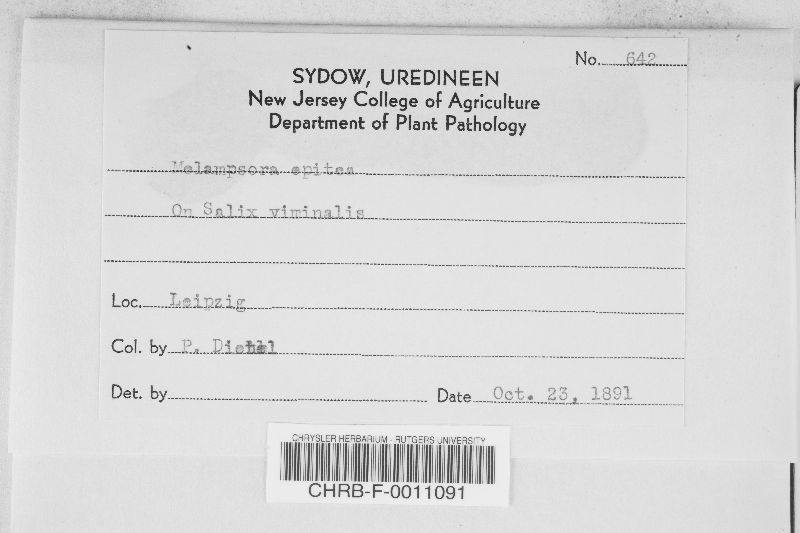 No. 642
SYDOW, UREDINEEN
New Jersey College of Agriculture
Department of Plant Pathology
Melampsora epitea
On Salix viminalis
Loc. Leipzig
Col. by P.
Det. by
Date Oct. 23, 1891
CHRYSLER HERBARIUM - RUTGERS UNIVERSITY
CHRB-F-0011091